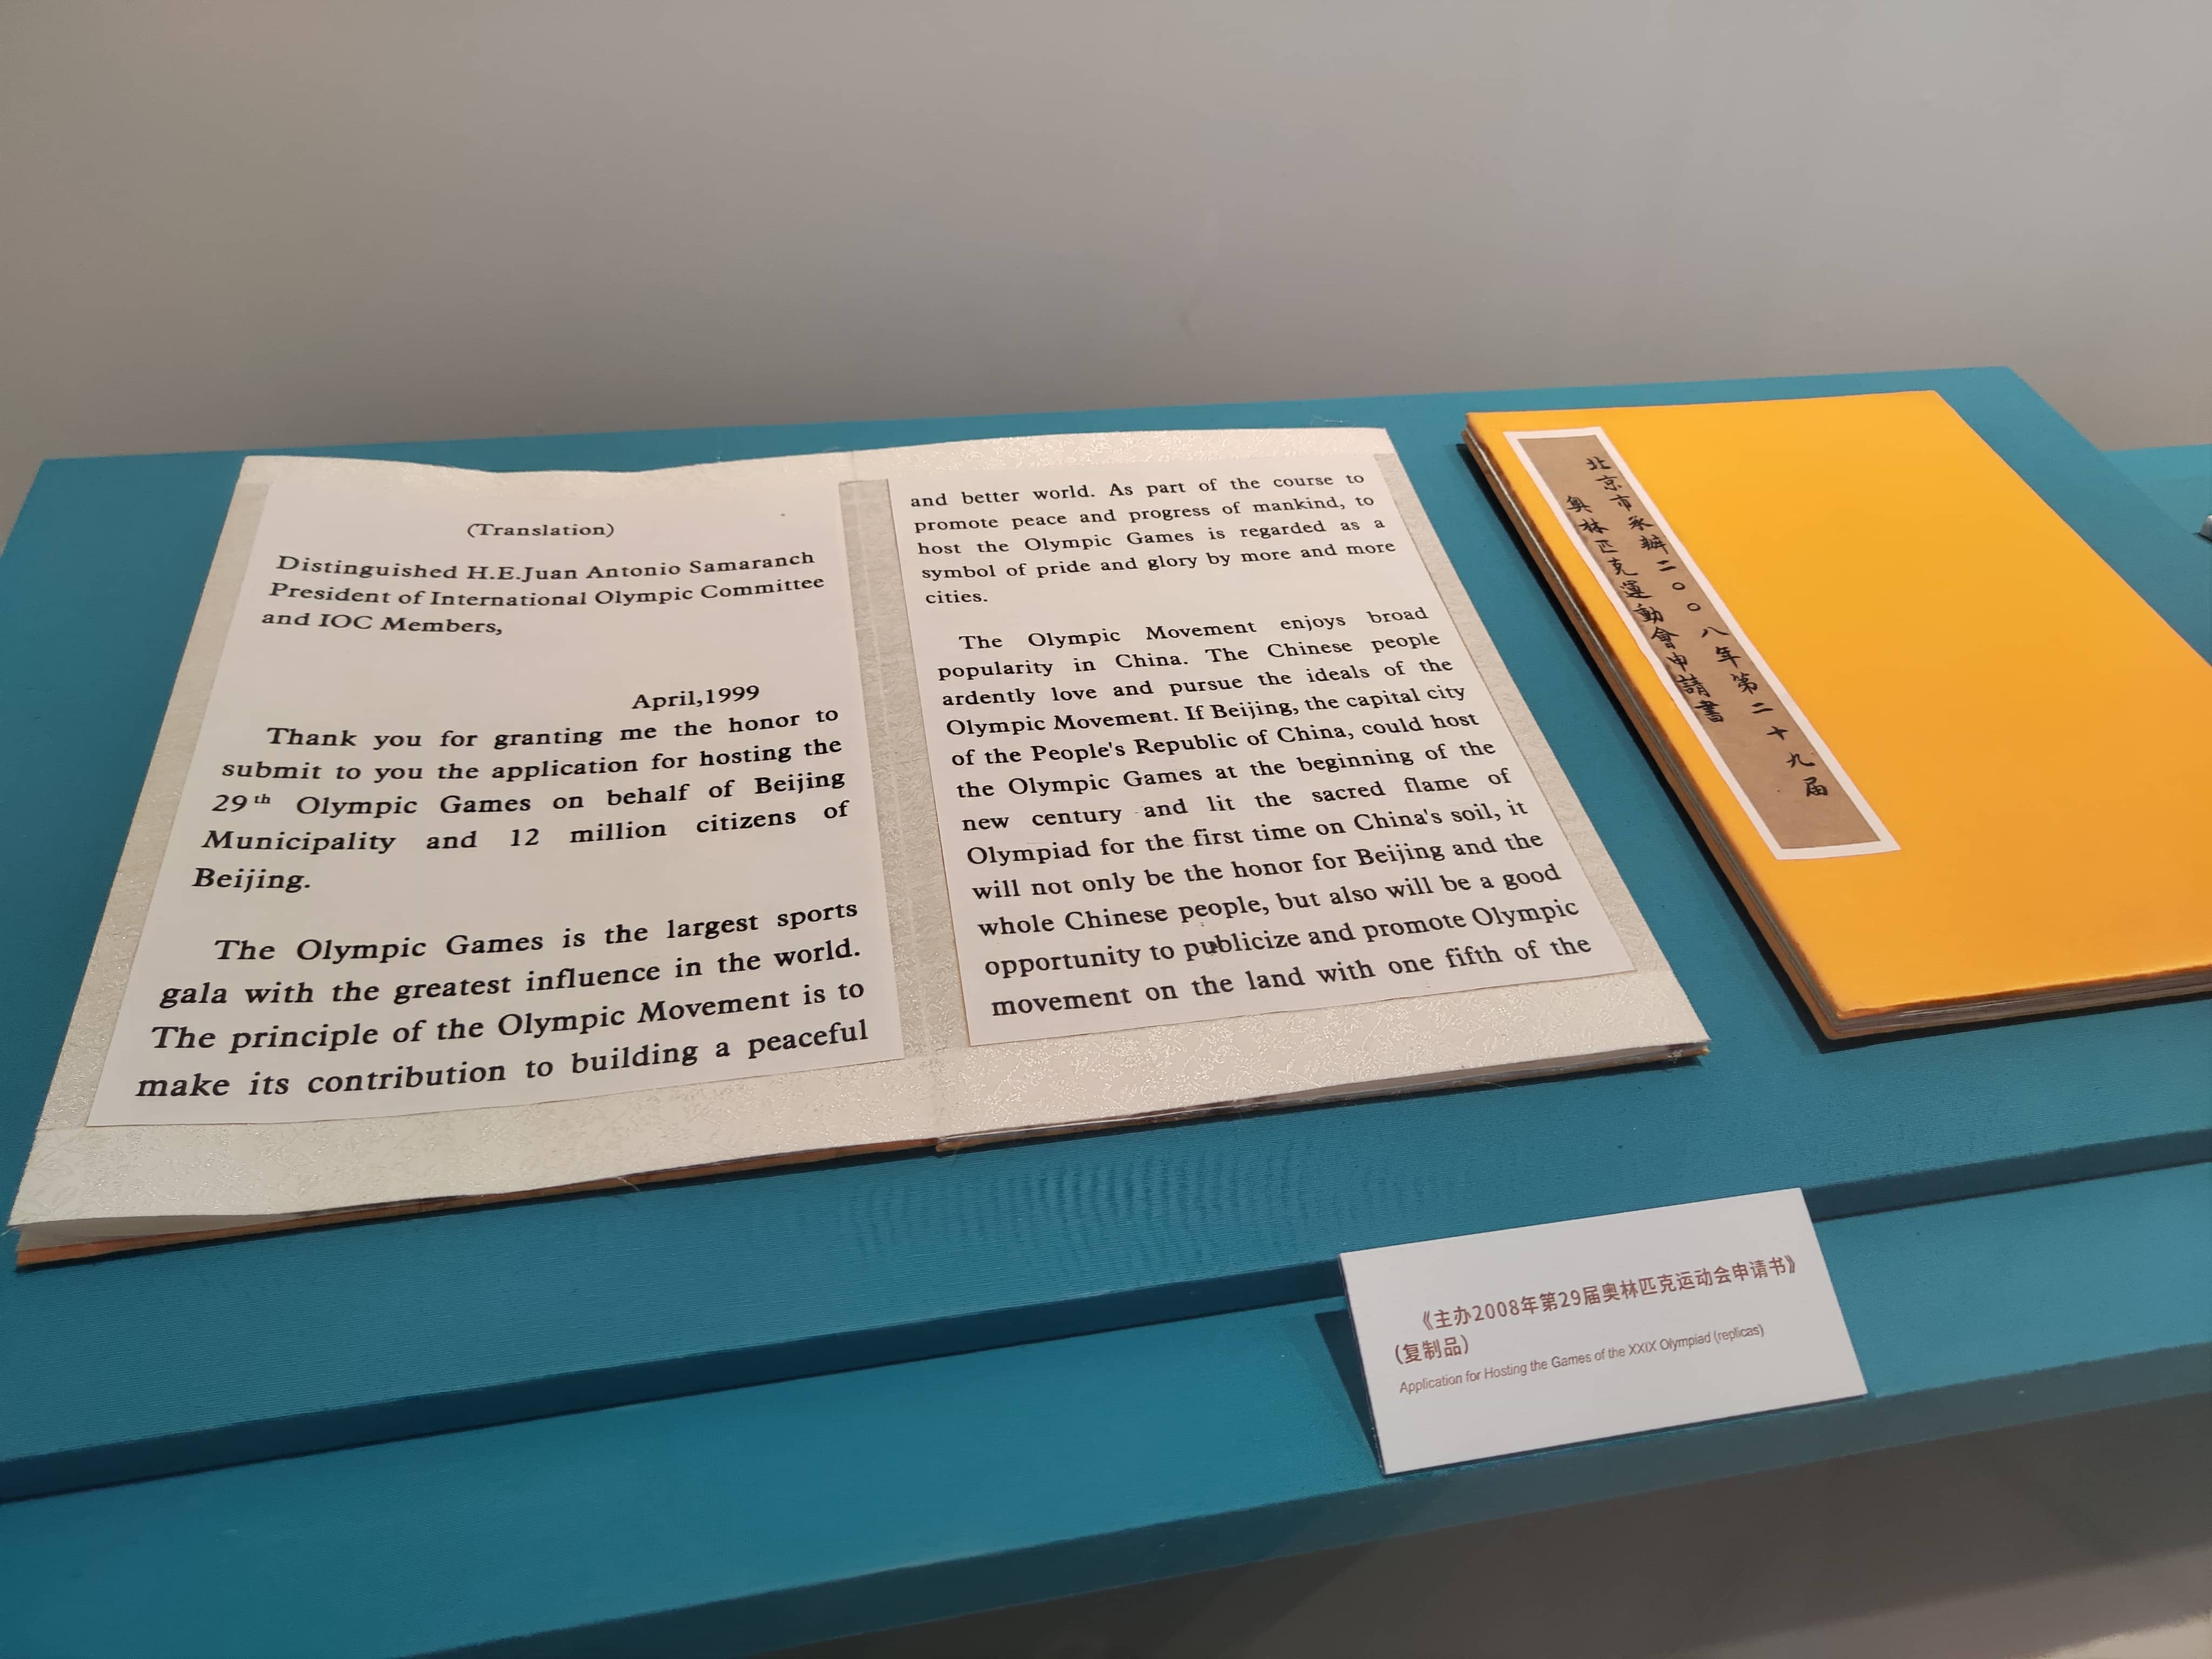 (Translation)
Distinguished H.E.Juan Antonio Samaranch
President of International Olympic Committee
and IOC Members,
April,1999
Thank you for granting me the honor to
submit to you the application for hosting the
29th Olympic Games on behalf of Beijing
Municipality and 12 million citizens of
Beijing.
The Olympic Games is the largest sports
gala with the greatest influence in the world.
The principle of the Olympic Movement is to
make its contribution to building a peaceful
and better world. As part of the course to
promote peace and progress of mankind, to
host the Olympic Games is regarded as a
symbol of pride and glory by more and more
cities.
The Olympic Movement enjoys broad
popularity in China. The Chinese people
ardently love and pursue the ideals of the
Olympic Movement. If Beijing, the capital city
of the People's Republic of China, could host
the Olympic Games at the beginning of the
new century and lit the sacred flame of
Olympiad for the first time on China's soil, it
will not only be the honor for Beijing and the
whole Chinese people, but also will be a good
opportunity to publicize and promote Olympic
movement on the land with one fifth of the
北京市承辦二〇〇八年第二十九届
奥林匹克運動會申請書
《主办2008年第29届奥林匹克运动会申请书》
(复制品)
Application for Hosting the Games of the XXIX Olympiad (replicas)